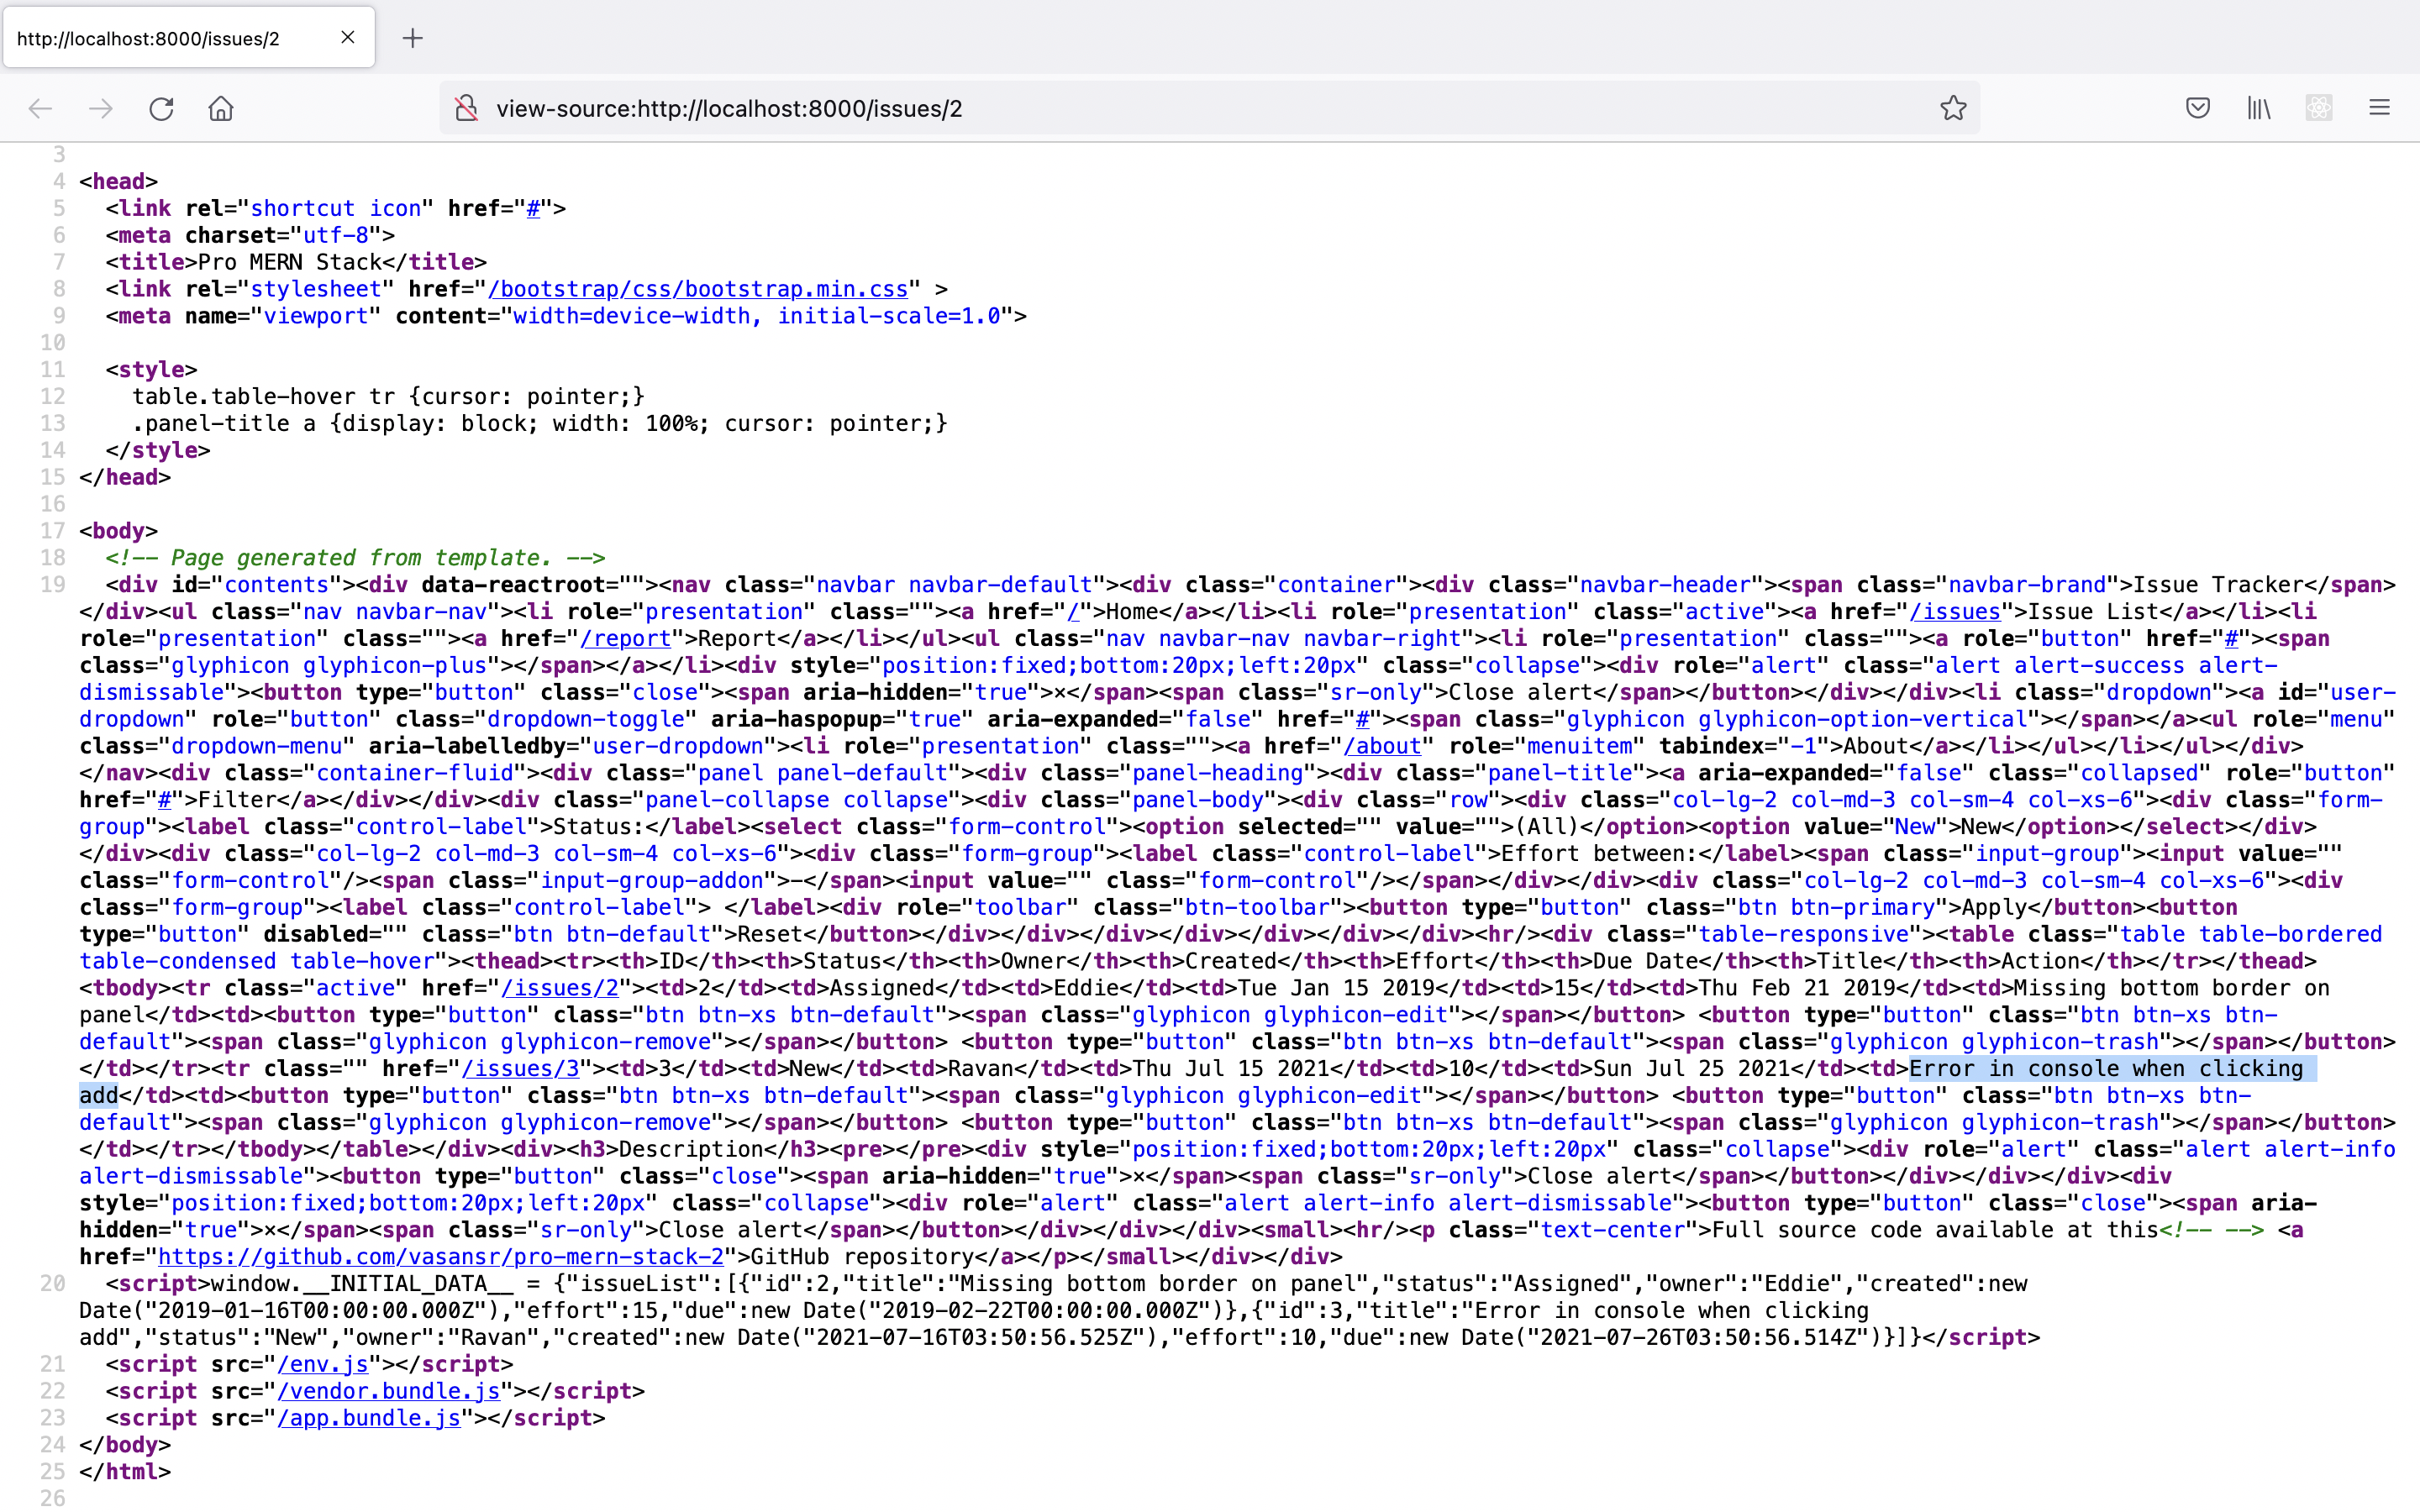 http://localhost:8000/issues/2
view-source:http://localhost:8000/issues/2
3
4 <head>
5   <link rel="shortcut icon" href="#">
6   <meta charset="utf-8">
7   <title>Pro MERN Stack</title>
8   <link rel="stylesheet" href="/bootstrap/css/bootstrap.min.css" >
9   <meta name="viewport" content="width=device-width, initial-scale=1.0">
10
11   <style>
12     table.table-hover tr {cursor: pointer;}
13     .panel-title a {display: block; width: 100%; cursor: pointer;}
14   </style>
15 </head>
16
17 <body>
18   <!-- Page generated from template. -->
19   <div id="contents"><div data-reactroot=""><nav class="navbar navbar-default"><div class="container"><div class="navbar-header"><span class="navbar-brand">Issue Tracker</span>
</div><ul class="nav navbar-nav"><li role="presentation" class=""><a href="/">Home</a></li><li role="presentation" class="active"><a href="/issues">Issue List</a></li><li
role="presentation" class=""><a href="/report">Report</a></li></ul><ul class="nav navbar-nav navbar-right"><li role="presentation" class=""><a role="button" href="#"><span
class="glyphicon glyphicon-plus"></span></a></li><div style="position:fixed;bottom:20px;left:20px" class="collapse"><div role="alert" class="alert alert-success alert-
dismissable"><button type="button" class="close"><span aria-hidden="true">×</span><span class="sr-only">Close alert</span></button></div></div><li class="dropdown"><a id="user-
dropdown" role="button" class="dropdown-toggle" aria-haspopup="true" aria-expanded="false" href="#"><span class="glyphicon glyphicon-option-vertical"></span></a><ul role="menu"
class="dropdown-menu" aria-labelledby="user-dropdown"><li role="presentation" class=""><a href="/about" role="menuitem" tabindex="-1">About</a></li></ul></li></ul></div>
</nav><div class="container-fluid"><div class="panel panel-default"><div class="panel-heading"><div class="panel-title"><a aria-expanded="false" class="collapsed" role="button"
href="#">Filter</a></div></div><div class="panel-collapse collapse"><div class="panel-body"><div class="row"><div class="col-lg-2 col-md-3 col-sm-4 col-xs-6"><div class="form-
group"><label class="control-label">Status:</label><select class="form-control"><option selected="" value="">(All)</option><option value="New">New</option></select></div>
</div><div class="col-lg-2 col-md-3 col-sm-4 col-xs-6"><div class="form-group"><label class="control-label">Effort between:</label><span class="input-group"><input value=""
class="form-control"/><span class="input-group-addon">-</span><input value="" class="form-control"/></span></div></div><div class="col-lg-2 col-md-3 col-sm-4 col-xs-6"><div
class="form-group"><label class="control-label"> </label><div role="toolbar" class="btn-toolbar"><button type="button" class="btn btn-primary">Apply</button><button
type="button" disabled="" class="btn btn-default">Reset</button></div></div></div></div></div></div></div><hr/><div class="table-responsive"><table class="table table-bordered
table-condensed table-hover"><thead><tr><th>ID</th><th>Status</th><th>Owner</th><th>Created</th><th>Effort</th><th>Due Date</th><th>Title</th><th>Action</th></tr></thead>
<tbody><tr class="active" href="/issues/2"><td>2</td><td>Assigned</td><td>Eddie</td><td>Tue Jan 15 2019</td><td>15</td><td>Thu Feb 21 2019</td><td>Missing bottom border on
panel</td><td><button type="button" class="btn btn-xs btn-default"><span class="glyphicon glyphicon-edit"></span></button> <button type="button" class="btn btn-xs btn-
default"><span class="glyphicon glyphicon-remove"></span></button> <button type="button" class="btn btn-xs btn-default"><span class="glyphicon glyphicon-trash"></span></button>
</td></tr><tr class="" href="/issues/3"><td>3</td><td>New</td><td>Ravan</td><td>Thu Jul 15 2021</td><td>10</td><td>Sun Jul 25 2021</td><td>Error in console when clicking
add</td><td><button type="button" class="btn btn-xs btn-default"><span class="glyphicon glyphicon-edit"></span></button> <button type="button" class="btn btn-xs btn-
default"><span class="glyphicon glyphicon-remove"></span></button> <button type="button" class="btn btn-xs btn-default"><span class="glyphicon glyphicon-trash"></span></button>
</td></tr></tbody></table></div><div><h3>Description</h3><pre></pre><div style="position:fixed;bottom:20px;left:20px" class="collapse"><div role="alert" class="alert alert-info
alert-dismissable"><button type="button" class="close"><span aria-hidden="true">×</span><span class="sr-only">Close alert</span></button></div></div></div><div
style="position:fixed;bottom:20px;left:20px" class="collapse"><div role="alert" class="alert alert-info alert-dismissable"><button type="button" class="close"><span aria-
hidden="true">×</span><span class="sr-only">Close alert</span></button></div></div></div><small><hr/><p class="text-center">Full source code available at this<!-- --> <a
href="https://github.com/vasansr/pro-mern-stack-2">GitHub repository</a></p></small></div></div>
20   <script>window.__INITIAL_DATA__ = {"issueList":[{"id":2,"title":"Missing bottom border on panel","status":"Assigned","owner":"Eddie","created":new
Date("2019-01-16T00:00:00.000Z"),"effort":15,"due":new Date("2019-02-22T00:00:00.000Z")},{"id":3,"title":"Error in console when clicking
add","status":"New","owner":"Ravan","created":new Date("2021-07-16T03:50:56.525Z"),"effort":10,"due":new Date("2021-07-26T03:50:56.514Z")}]}</script>
21   <script src="/env.js"></script>
22   <script src="/vendor.bundle.js"></script>
23   <script src="/app.bundle.js"></script>
24 </body>
25 </html>
26